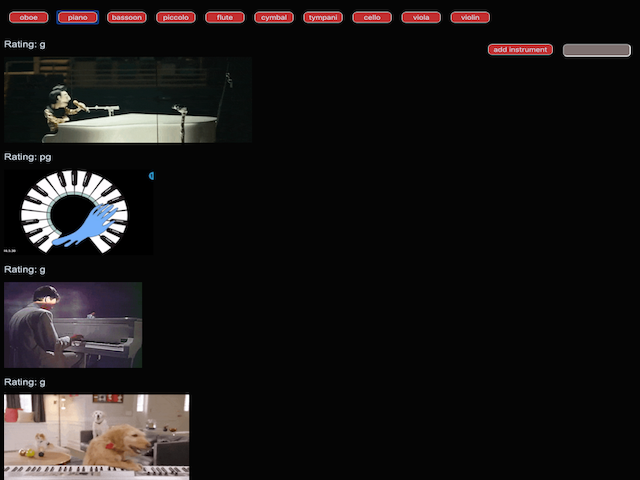 oboe piano bassoon piccolo flute cymbal tympani cello viola violin
add instrument
Rating: g
Rating: pg
Rating: g
Rating: g